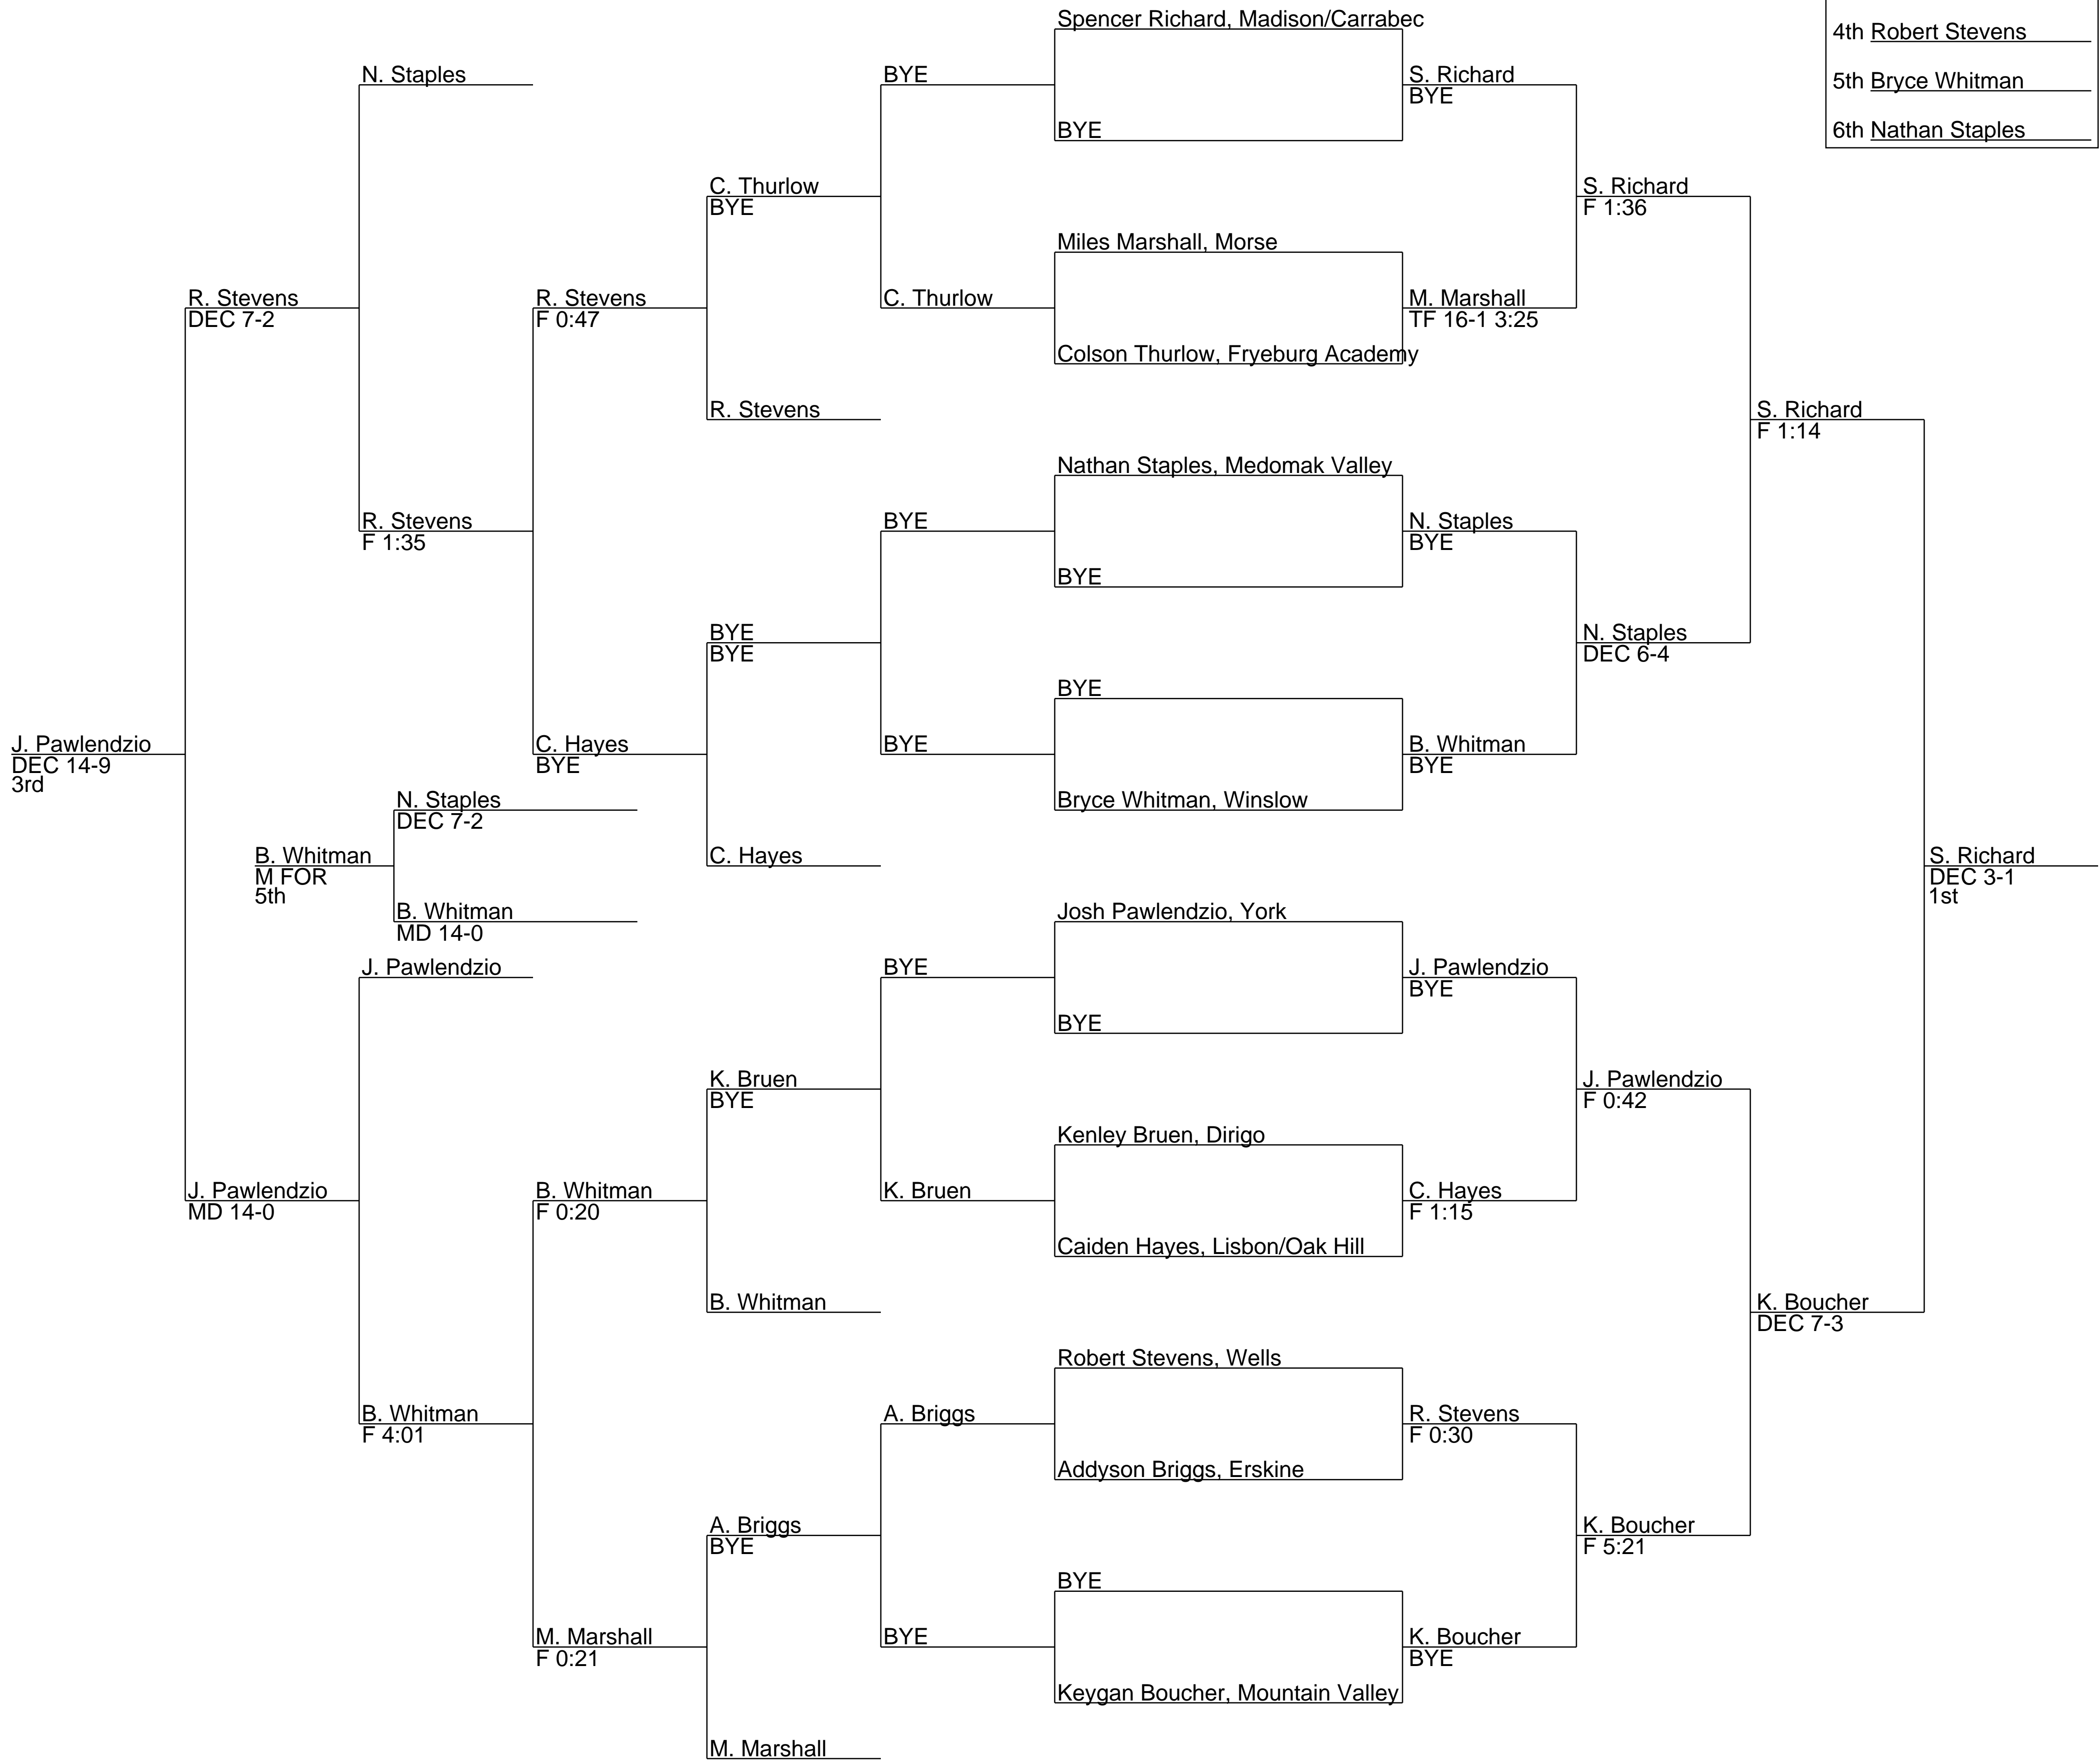 Spencer Richard, Madison/Carrabec
4th Robert Stevens
N. Staples
BYE
S. Richard
BYE
5th Bryce Whitman
BYE
6th Nathan Staples
C. Thurlow
BYE
S. Richard
F 1:36
Miles Marshall, Morse
R. Stevens
DEC 7-2
R. Stevens
F 0:47
C. Thurlow
M. Marshall
TF 16-1 3:25
Colson Thurlow, Fryeburg Academy
R. Stevens
S. Richard
F 1:14
Nathan Staples, Medomak Valley
R. Stevens
F 1:35
BYE
N. Staples
BYE
BYE
BYE
BYE
N. Staples
DEC 6-4
BYE
J. Pawlendzio
DEC 14-9
3rd
C. Hayes
BYE
BYE
B. Whitman
BYE
N. Staples
DEC 7-2
Bryce Whitman, Winslow
B. Whitman
M FOR
5th
C. Hayes
S. Richard
DEC 3-1
1st
B. Whitman
MD 14-0
Josh Pawlendzio, York
J. Pawlendzio
BYE
J. Pawlendzio
BYE
BYE
K. Bruen
BYE
J. Pawlendzio
F 0:42
Kenley Bruen, Dirigo
J. Pawlendzio
MD 14-0
B. Whitman
F 0:20
K. Bruen
C. Hayes
F 1:15
Caiden Hayes, Lisbon/Oak Hill
B. Whitman
K. Boucher
DEC 7-3
Robert Stevens, Wells
B. Whitman
F 4:01
A. Briggs
R. Stevens
F 0:30
Addyson Briggs, Erskine
A. Briggs
BYE
K. Boucher
F 5:21
BYE
M. Marshall
F 0:21
BYE
K. Boucher
BYE
Keygan Boucher, Mountain Valley
M. Marshall